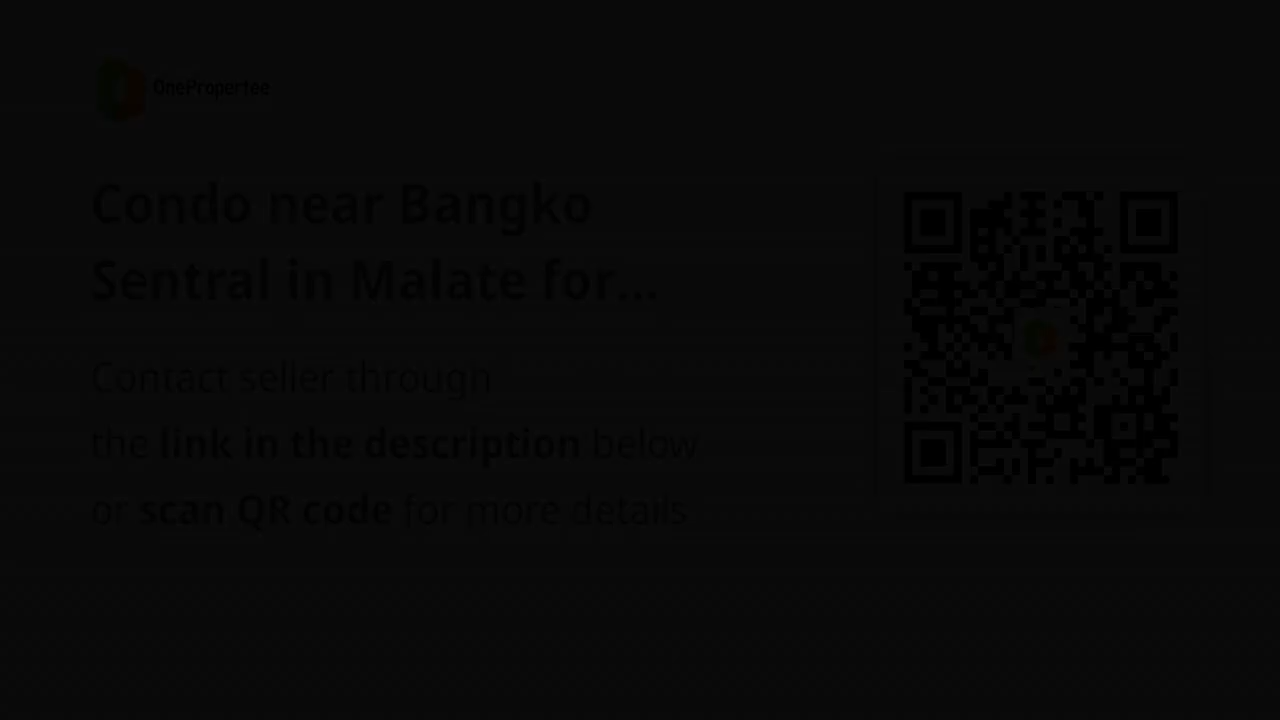 OnePropertee
Condo near Bangko
Sentral in Malate for...
Contact seller through
the link in the description below
or scan QR code for more details